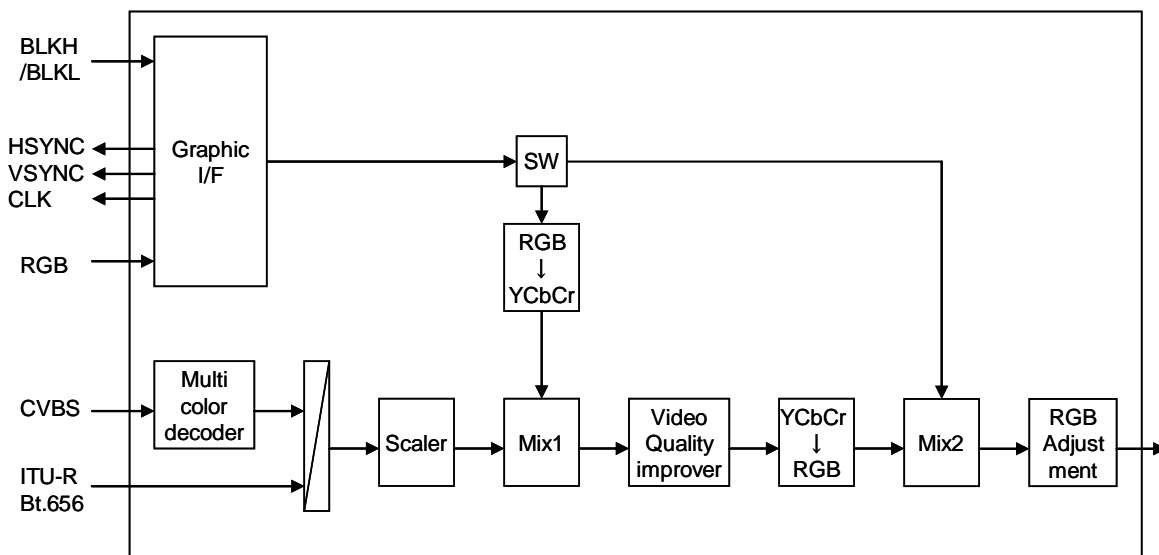 BLKH
/BLKL
HSYNC
VSYNC
CLK
RGB
Graphic
I/F
SW
RGB
↓
YCbCr
CVBS
Multi
color
decoder
ITU-R
Bt.656
Scaler
Mix1
Video
Quality
improver
YCbCr
↓
RGB
Mix2
RGB
Adjust
ment